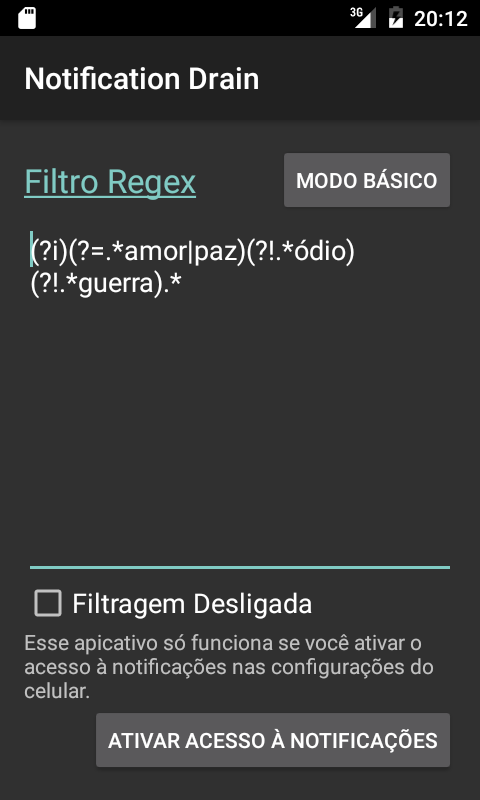 3G 20:12
Notification Drain
Filtro Regex MODO BÁSICO
(?i)(?=.*amor|paz)(?!.*ódio)
(?!.*guerra).*
Filtragem Desligada
Esse apicativo só funciona se você ativar o
acesso à notificações nas configurações do
celular.
ATIVAR ACESSO À NOTIFICAÇÕES